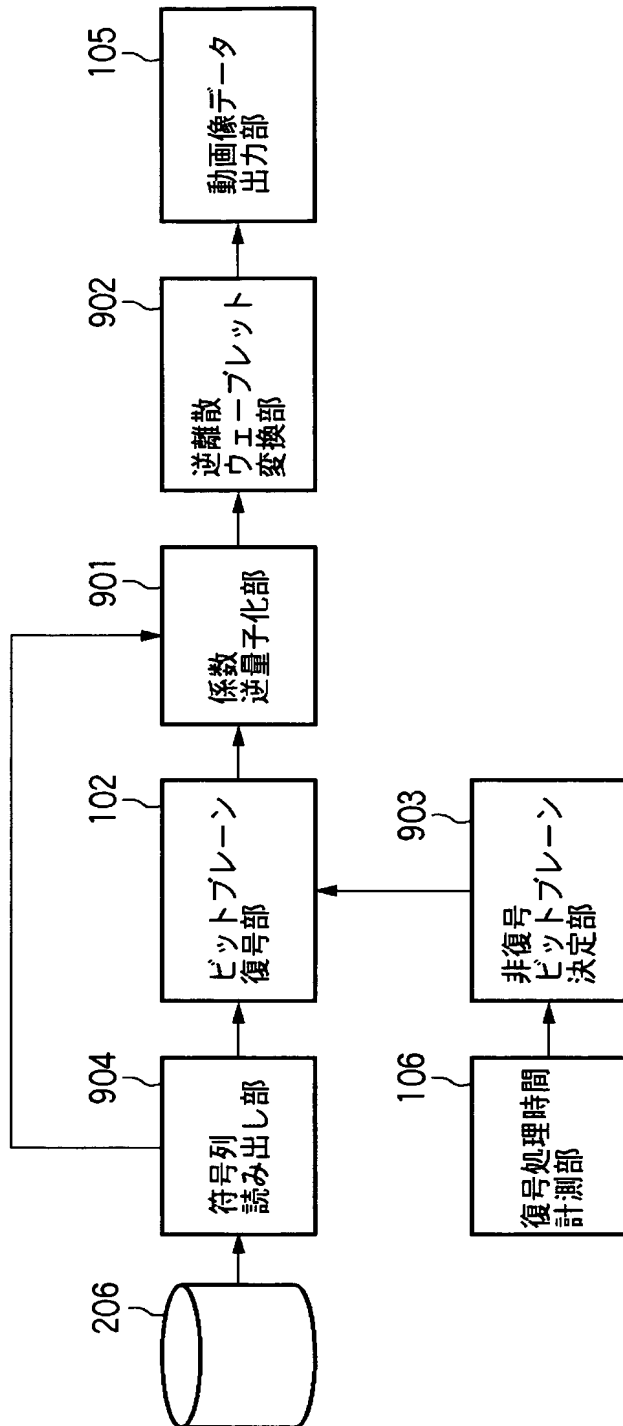 206
904
符号列
読み出し部
102
ビットプレーン
復号部
901
係数
逆量子化部
902
逆離散
ウェーブレット
変換部
105
動画像データ
出力部
106
復号処理時間
計測部
903
非復号
ビットプレーン
決定部